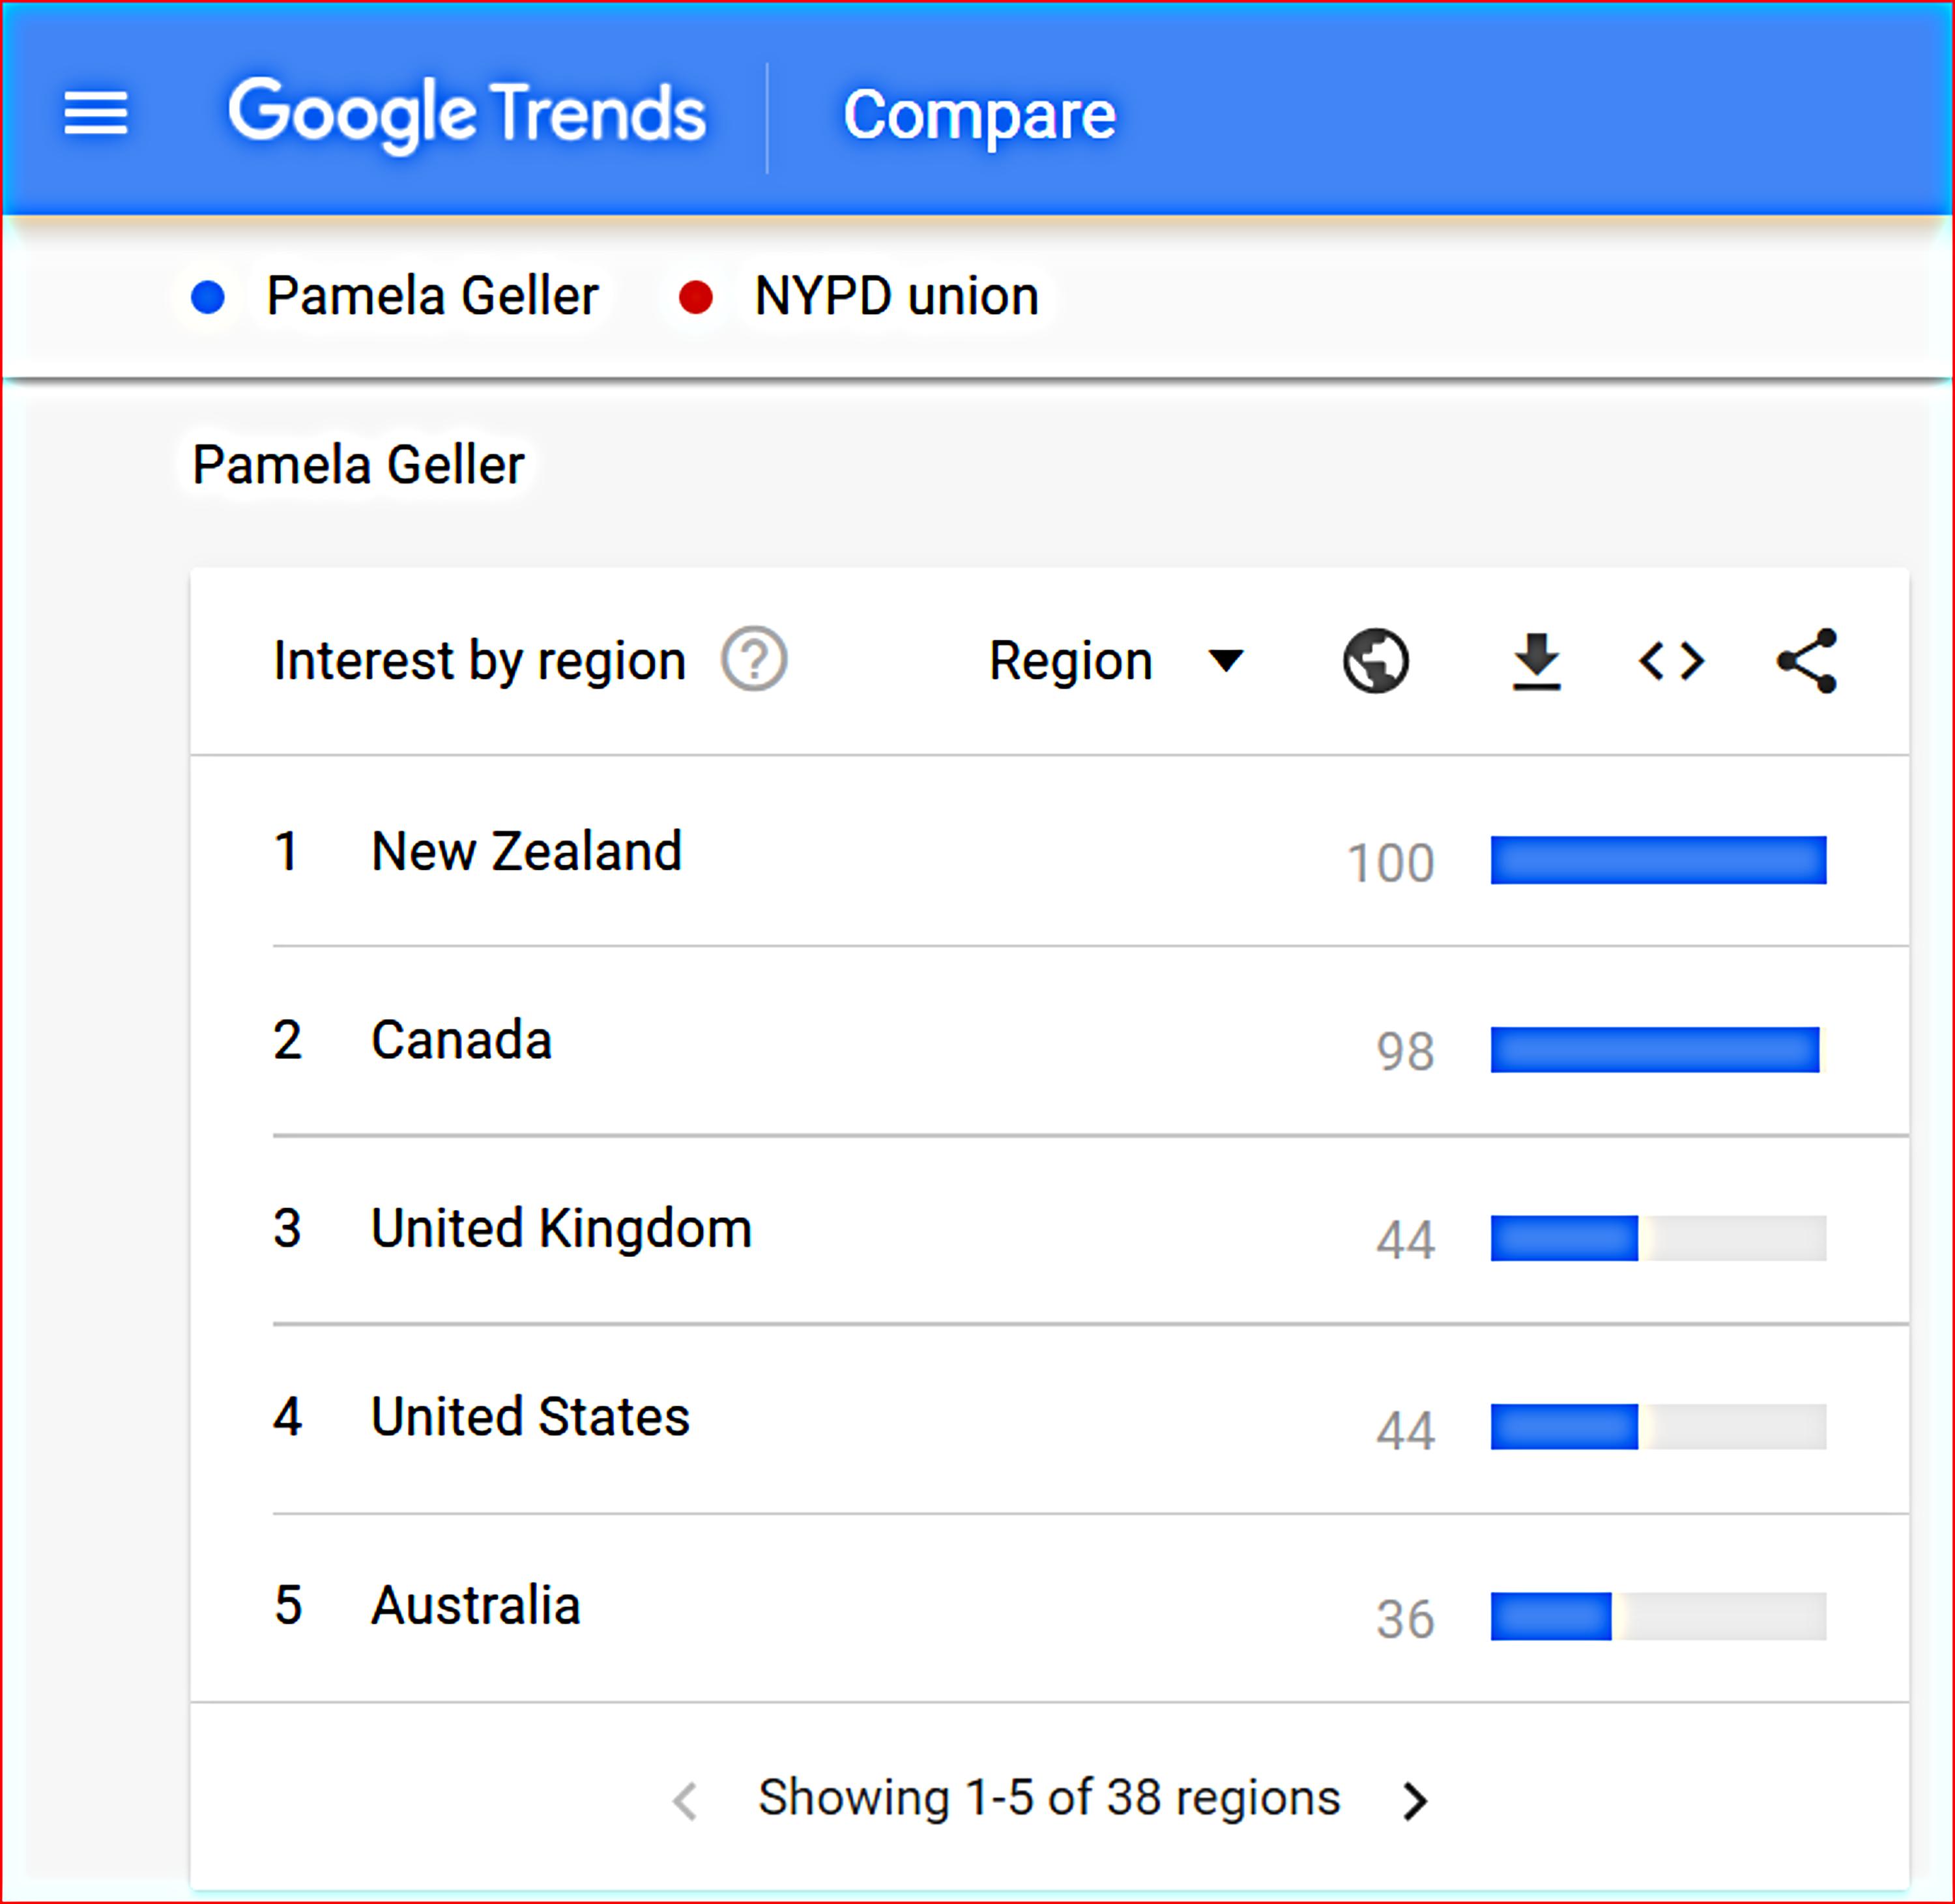 Google Trends Compare
Pamela Geller NYPD union
Pamela Geller
Interest by region ? Region
1 New Zealand 100
2 Canada 98
3 United Kingdom 44
4 United States 44
5 Australia 36
Showing 1-5 of 38 regions